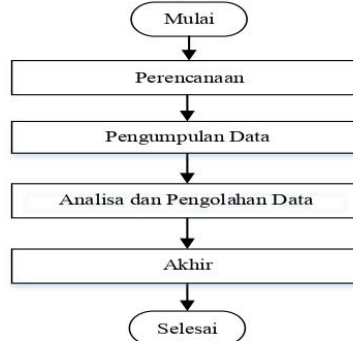 Mulai
Perencanaan
Pengumpulan Data
Analisa dan Pengolahan Data
Akhir
Selesai